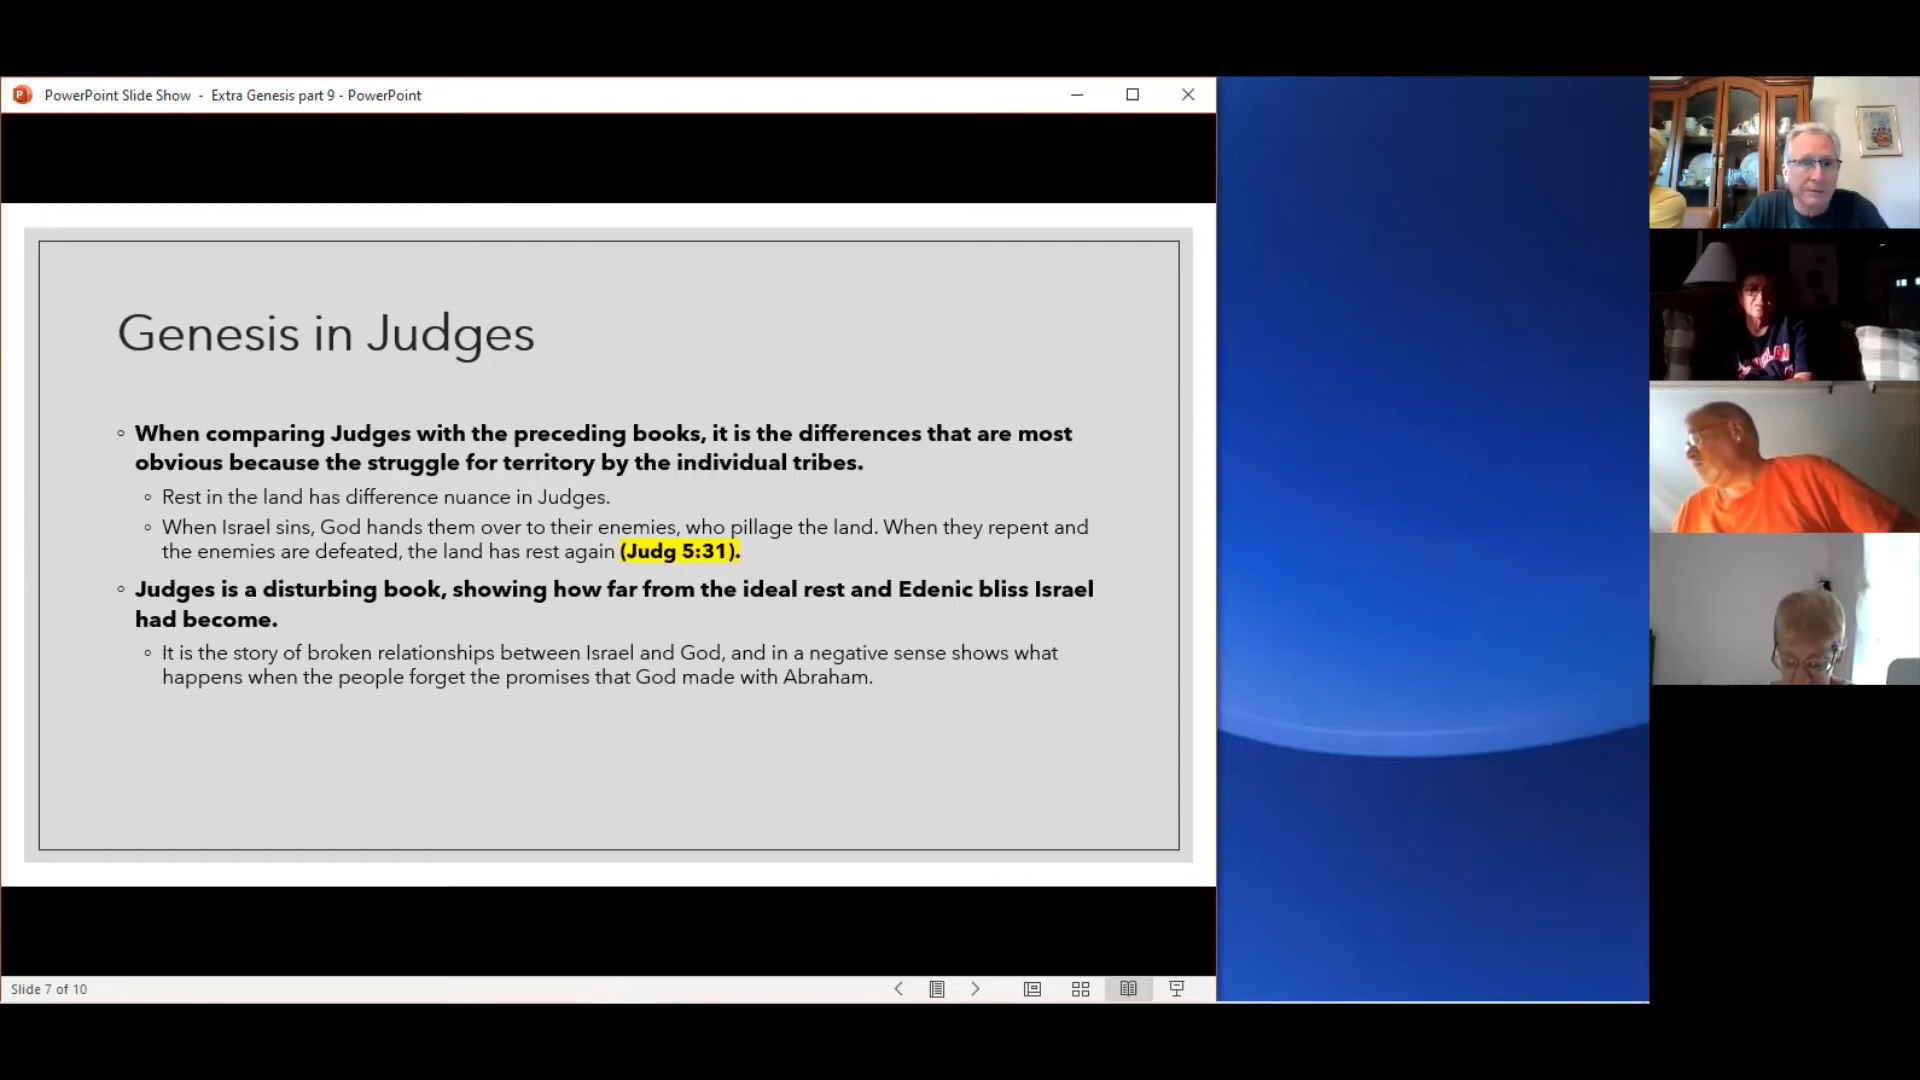 PowerPoint Slide Show - Extra Genesis part 9 - PowerPoint
Genesis in Judges
When comparing Judges with the preceding books, it is the differences that are most
obvious because the struggle for territory by the individual tribes.
Rest in the land has difference nuance in Judges.
When Israel sins, God hands them over to their enemies, who pillage the land. When they repent and
the enemies are defeated, the land has rest again (Judg 5:31).
Judges is a disturbing book, showing how far from the ideal rest and Edenic bliss Israel
had become.
It is the story of broken relationships between Israel and God, and in a negative sense shows what
happens when the people forget the promises that God made with Abraham.
Slide 7 of 10